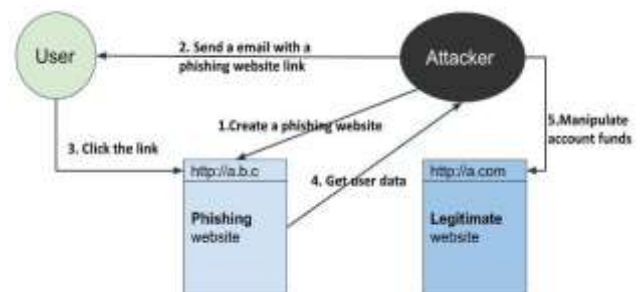 User
2. Send a email with a
phishing website link
Attacker
1.Create a phishing website
5.Manipulate
account funds
3. Click the link
http://a.b.c
4. Get user data
http://a.com
Phishing
website
Legitimate
website